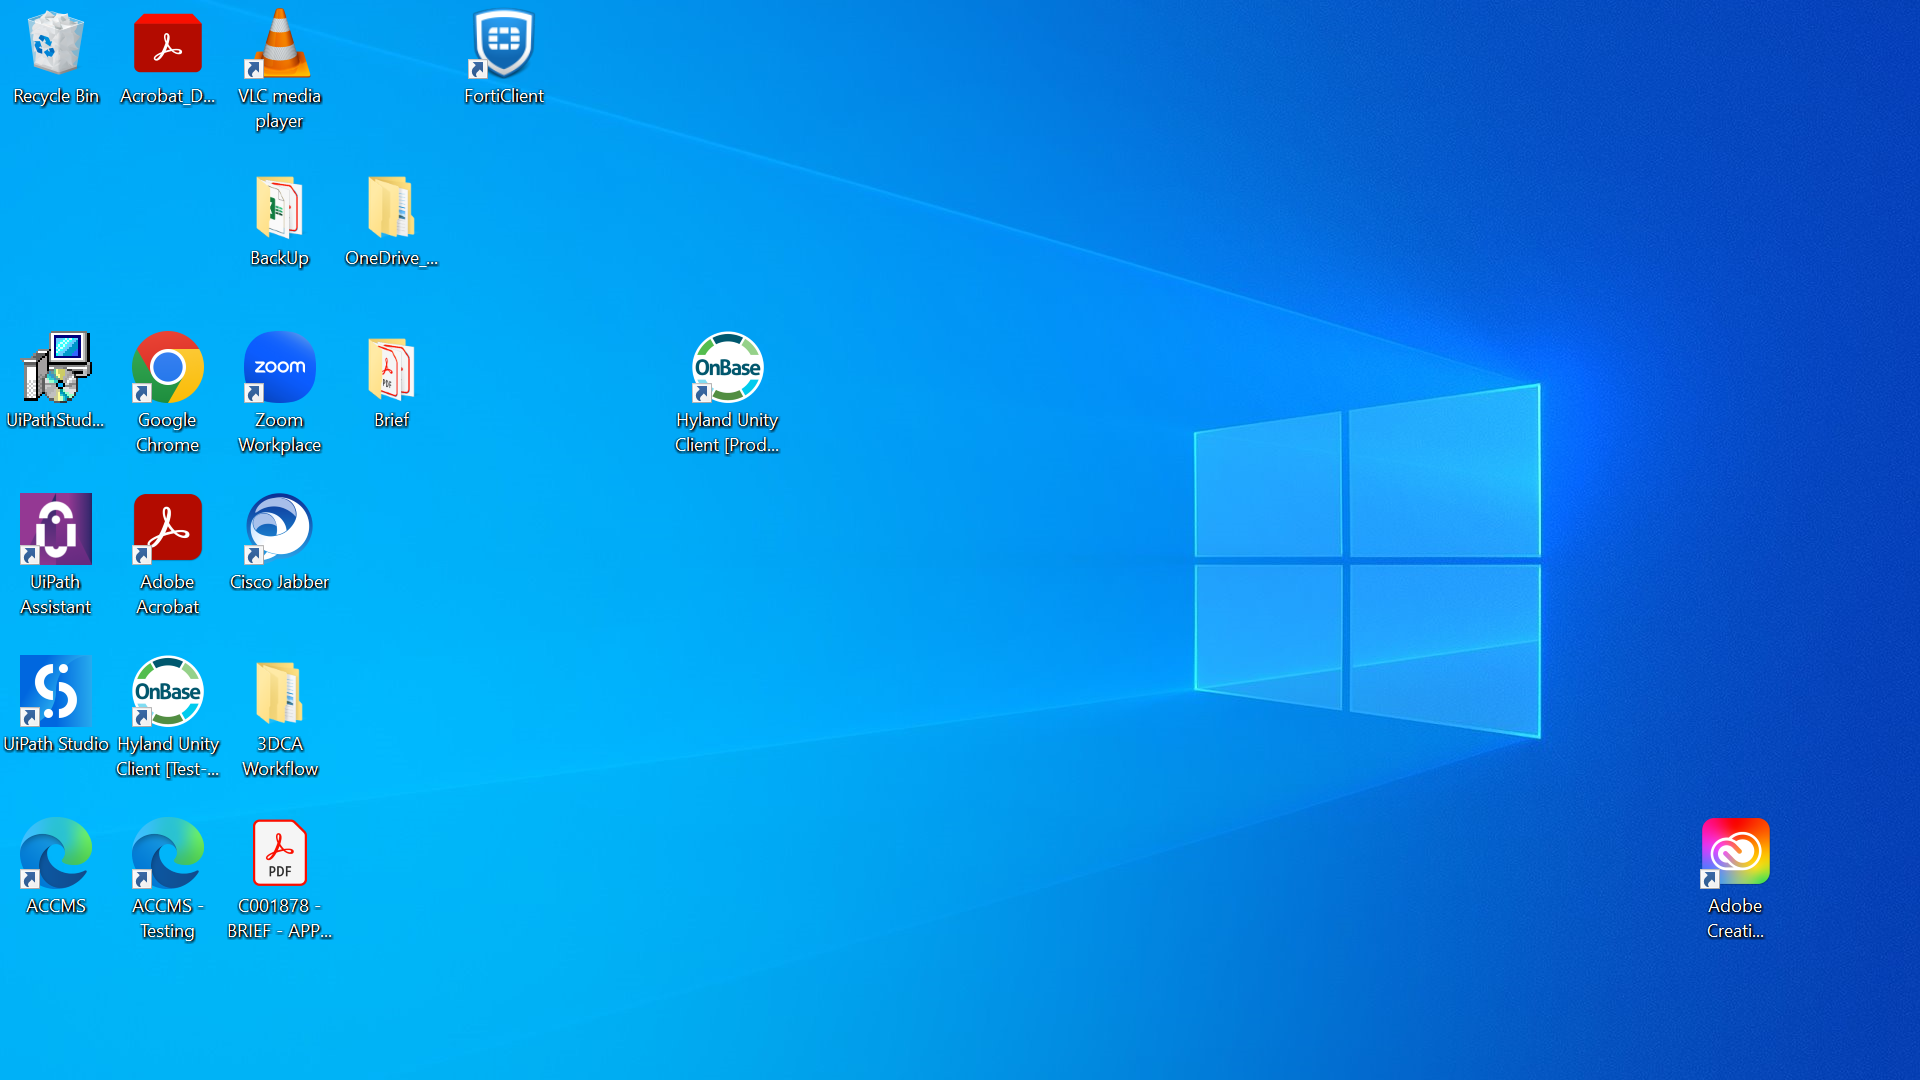 Recycle Bin
Acrobat_D...
VLC media
player
FortiClient
BackUp
OneDrive_...
UiPathStud...
Google
Chrome
zoom
Zoom
Workplace
PDF
Brief
OnBase
Hyland Unity
Client [Prod...
UiPath
Assistant
Adobe
Acrobat
Cisco Jabber
UiPath Studio
OnBase
Hyland Unity
Client [Test-...
3DCA
Workflow
ACCMS
ACCMS -
Testing
PDF
C001878 -
BRIEF - APP...
Adobe
Creati...